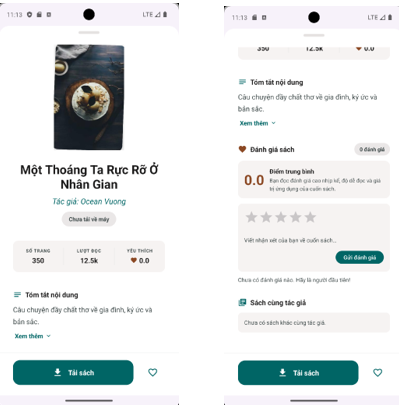 11:13
LTE
Một Thoáng Ta Rực Rỡ Ở
Nhân Gian
Tác giả: Ocean Vuong
Chưa tải về máy
SỐ TRANG
LƯỢT ĐỌC
YÊU THÍCH
350
12.5k
0.0
Tóm tắt nội dung
Câu chuyện đầy chất thơ về gia đình, ký ức và
bản sắc.
Xem thêm
Tải sách
11:13
LTE
350
12.5k
0.0
Tóm tắt nội dung
Câu chuyện đầy chất thơ về gia đình, ký ức và
bản sắc.
Xem thêm
Đánh giá sách
0 đánh giá
0.0
Điểm trung bình
Bạn đọc đánh giá cao nhịp kể, độ dễ đọc và giá
trị ứng dụng của cuốn sách.
Viết nhận xét của bạn về cuốn sách...
Gửi đánh giá
Chưa có đánh giá nào. Hãy là người đầu tiên!
Sách cùng tác giả
Chưa có sách khác cùng tác giả.
Tải sách